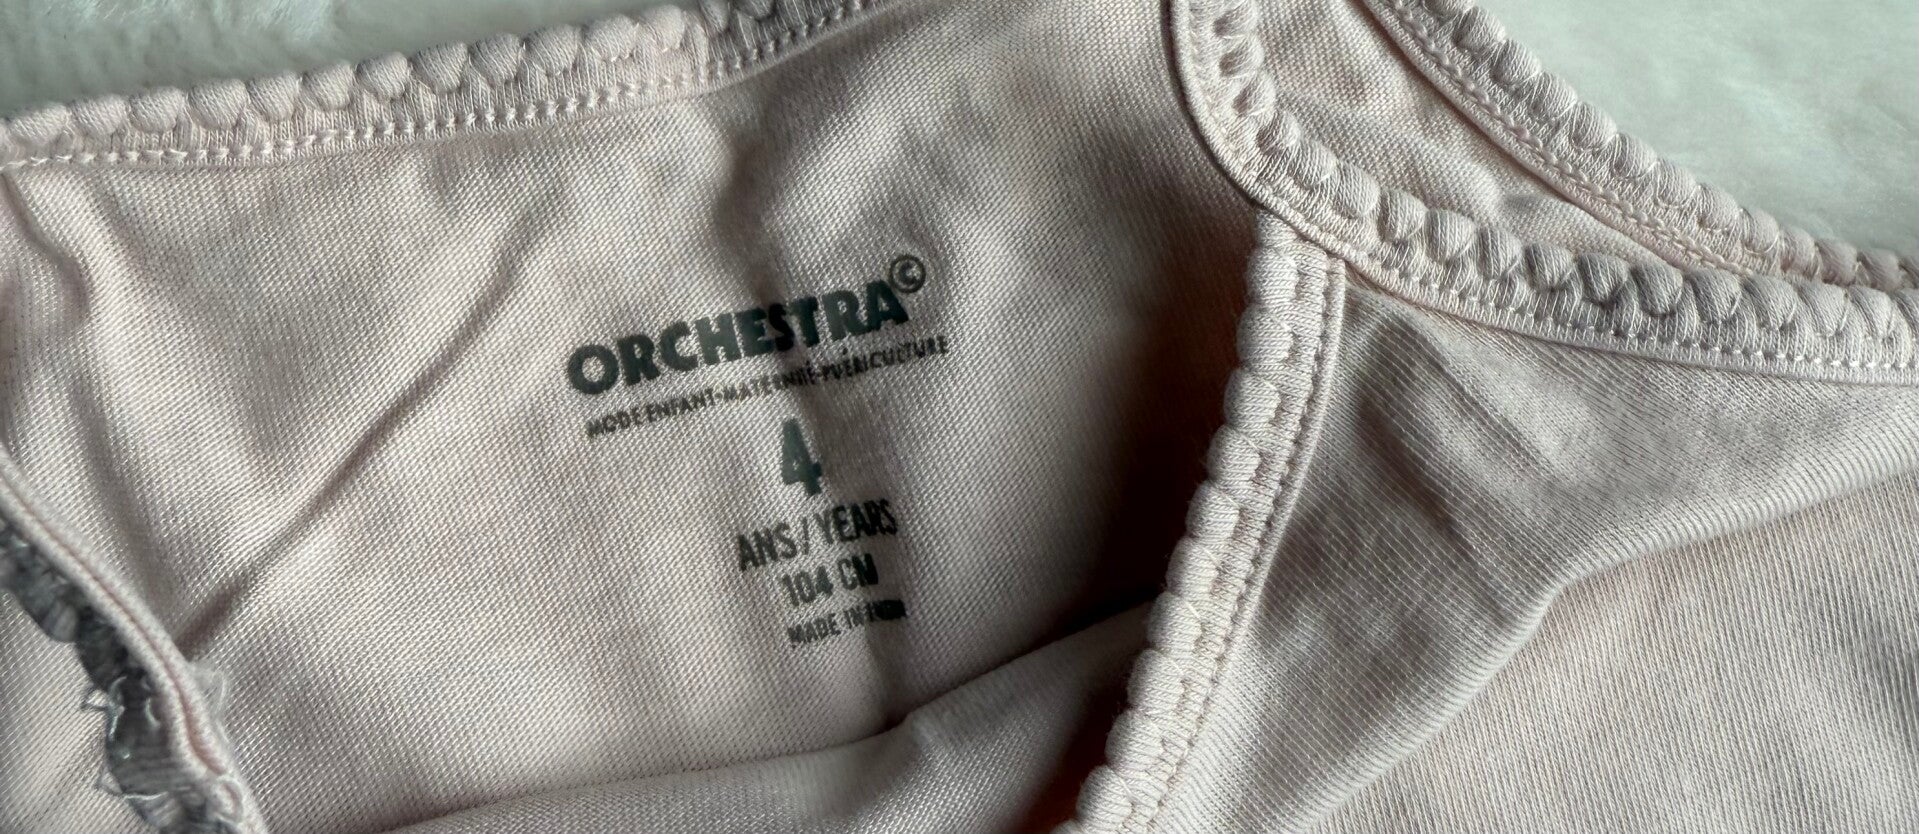 ORCHESTRA©
MODE ENFANT-MATERNITÉ-PUÉRICULTURE
4
ANS/YEARS
104 CM
MADE IN